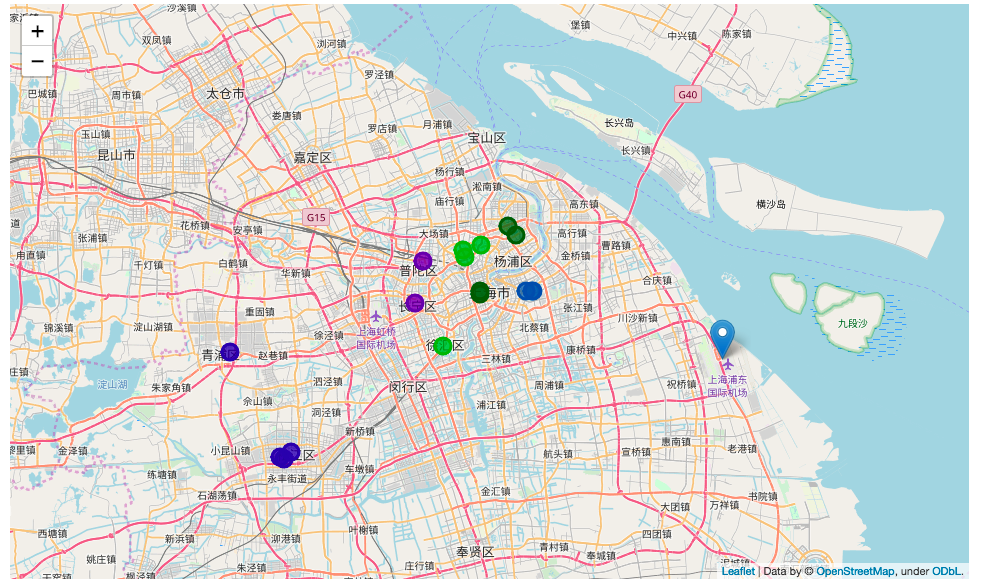 沙溪镇
堡镇
陈家镇
中兴镇
双凤镇
浏河镇
+
−
罗泾镇
巴城镇
周市镇
太仓市
G40
娄唐镇
长兴岛
月浦镇
罗店镇
玉山镇
宝山区
长兴镇
昆山市
嘉定区
杨行镇
淞南镇
庙行镇
高东镇
横沙岛
G15
道
花桥镇
安亭镇
大场镇
高行镇
张浦镇
曹路镇
甪直镇
千灯镇
白鹤镇
华新镇
普陀区
杨浦区
金桥镇
合庆镇
海市
长
区
重固镇
张江镇
川沙新镇
九段沙
锦溪镇
淀山湖镇
徐泾镇
上海虹桥
国际机场
北蔡镇
徐
区
青浦
赵巷镇
三林镇
康桥镇
庄镇
淀山湖
朱家角镇
泗泾镇
闵行区
周浦镇
祝桥镇
上海浦东
国际机场
佘山镇
洞泾镇
浦江镇
新桥镇
惠南镇
老港镇
金泽镇
小昆山镇
江区
航头镇
宣桥镇
练塘镇
永丰街道
车墩镇
石湖荡镇
金汇镇
书院镇
大团镇
万祥镇
西塘镇
新浜镇
泖港镇
叶榭镇
四团镇
奉贤区
青村镇
奉城镇
姚庄镇
朱泾镇
庄行镇
泥城镇
枫泾镇
Leaflet | Data by © OpenStreetMap, under ODbL.